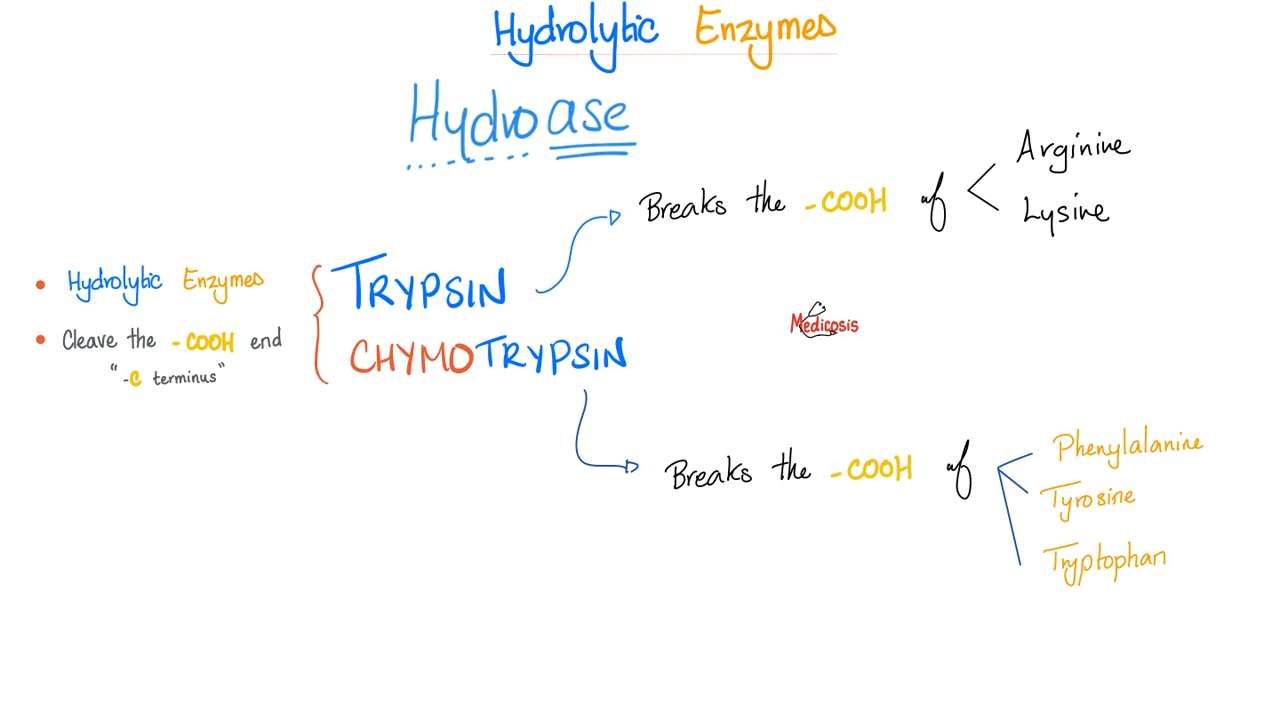 Hydrolytic Enzymes
Hydroase
Breaks the -COOH of
Arginine
Lysine
• Hydrolytic Enzymes
• Cleave the -COOH end
"-C terminus"
TRYPSIN
CHYMOTRYPSIN
Medicosis
Breaks the -COOH of
Phenylalanine
Tyrosine
Tryptophan